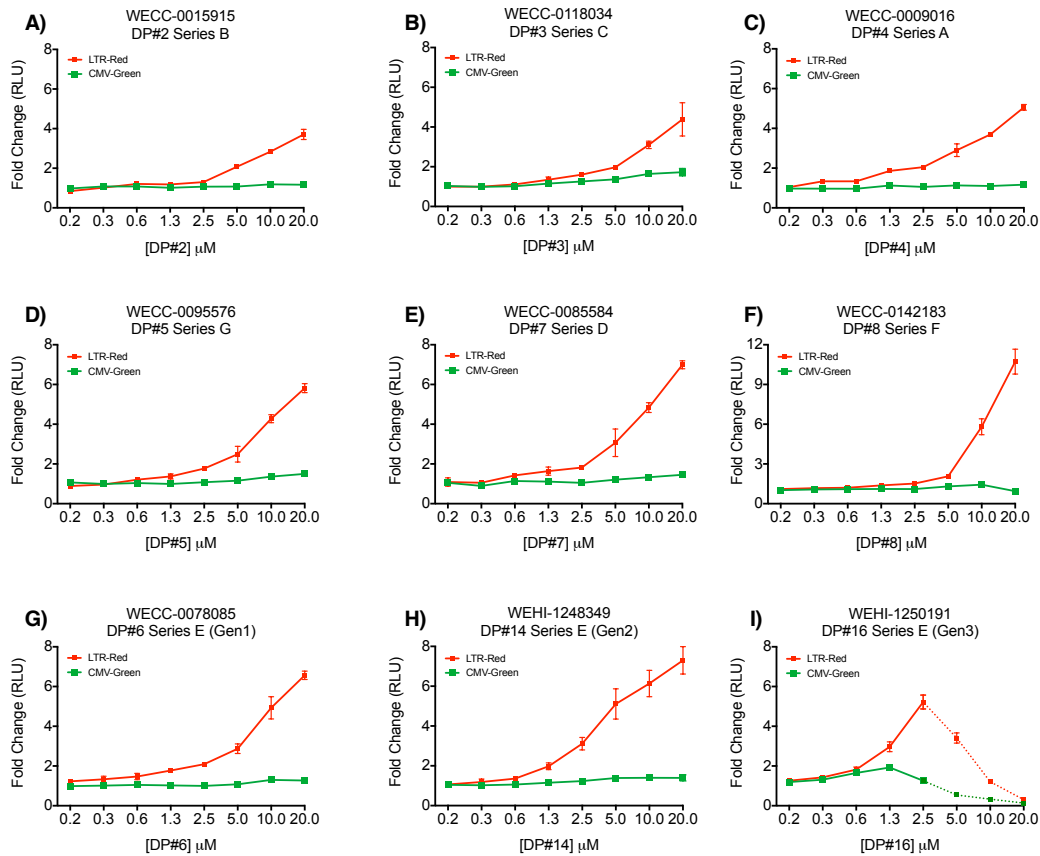 A)
WECC-0015915
DP#2 Series B
Fold Change (RLU)
8
6
4
2
0
LTR-Red
CMV-Green
0.2 0.3 0.6 1.3 2.5 5.0 10.0 20.0
[DP#2] μM
B)
WECC-0118034
DP#3 Series C
Fold Change (RLU)
8
6
4
2
0
LTR-Red
CMV-Green
0.2 0.3 0.6 1.3 2.5 5.0 10.0 20.0
[DP#3] μM
C)
WECC-0009016
DP#4 Series A
Fold Change (RLU)
8
6
4
2
0
LTR-Red
CMV-Green
0.2 0.3 0.6 1.3 2.5 5.0 10.0 20.0
[DP#4] μM
D)
WECC-0095576
DP#5 Series G
Fold Change (RLU)
8
6
4
2
0
LTR-Red
CMV-Green
0.2 0.3 0.6 1.3 2.5 5.0 10.0 20.0
[DP#5] μM
E)
WECC-0085584
DP#7 Series D
Fold Change (RLU)
8
6
4
2
0
LTR-Red
CMV-Green
0.2 0.3 0.6 1.3 2.5 5.0 10.0 20.0
[DP#7] μM
F)
WECC-0142183
DP#8 Series F
Fold Change (RLU)
12
9
6
3
0
LTR-Red
CMV-Green
0.2 0.3 0.6 1.3 2.5 5.0 10.0 20.0
[DP#8] μM
G)
WECC-0078085
DP#6 Series E (Gen1)
Fold Change (RLU)
8
6
4
2
0
LTR-Red
CMV-Green
0.2 0.3 0.6 1.3 2.5 5.0 10.0 20.0
[DP#6] μM
H)
WEHI-1248349
DP#14 Series E (Gen2)
Fold Change (RLU)
8
6
4
2
0
LTR-Red
CMV-Green
0.2 0.3 0.6 1.3 2.5 5.0 10.0 20.0
[DP#14] μM
I)
WEHI-1250191
DP#16 Series E (Gen3)
Fold Change (RLU)
8
6
4
2
0
LTR-Red
CMV-Green
0.2 0.3 0.6 1.3 2.5 5.0 10.0 20.0
[DP#16] μM